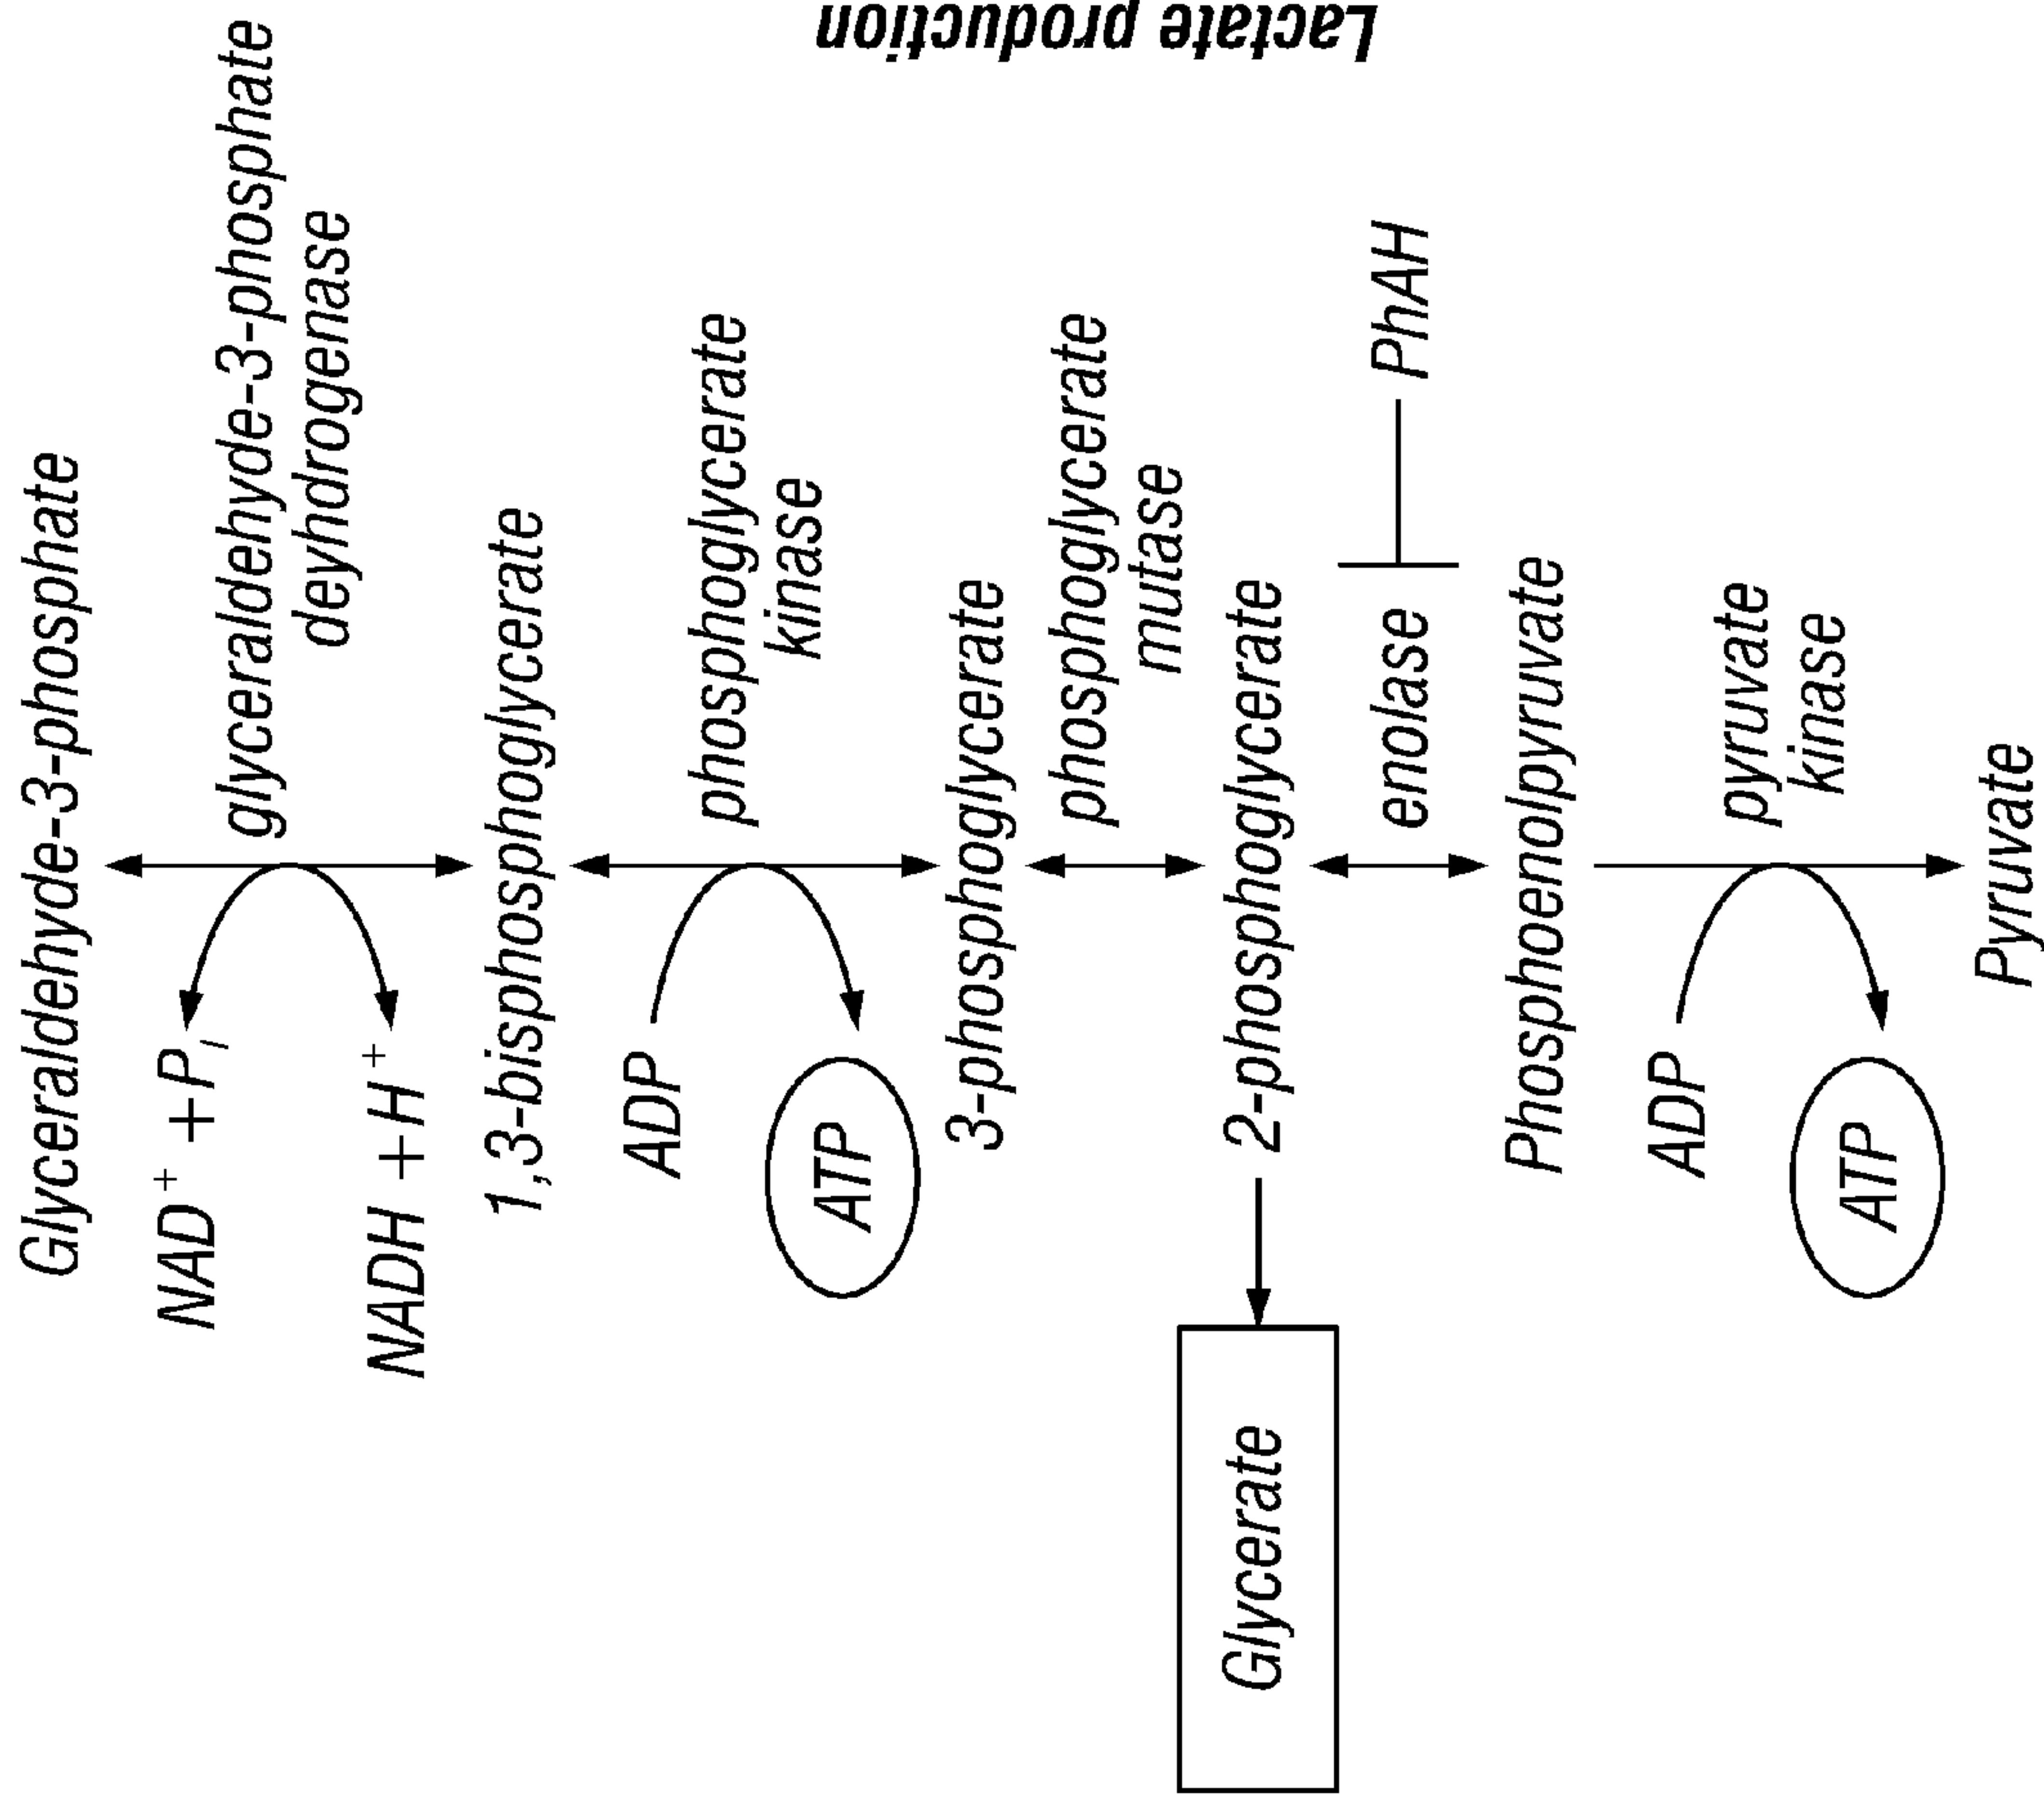 Glyceraldehyde-3-phosphate
NAD⁺ + Pᵢ
glyceraldehyde-3-phosphate
deyhdrogenase
NADH + H⁺
1,3-bisphosphoglycerate
ADP
phosphoglycerate
kinase
ATP
3-phosphoglycerate
phosphoglycerate
mutase
Glycerate
2-phosphoglycerate
enolase
PhAH
Phosphoenolpyruvate
ADP
pyruvate
kinase
ATP
Pyruvate
Lactate production